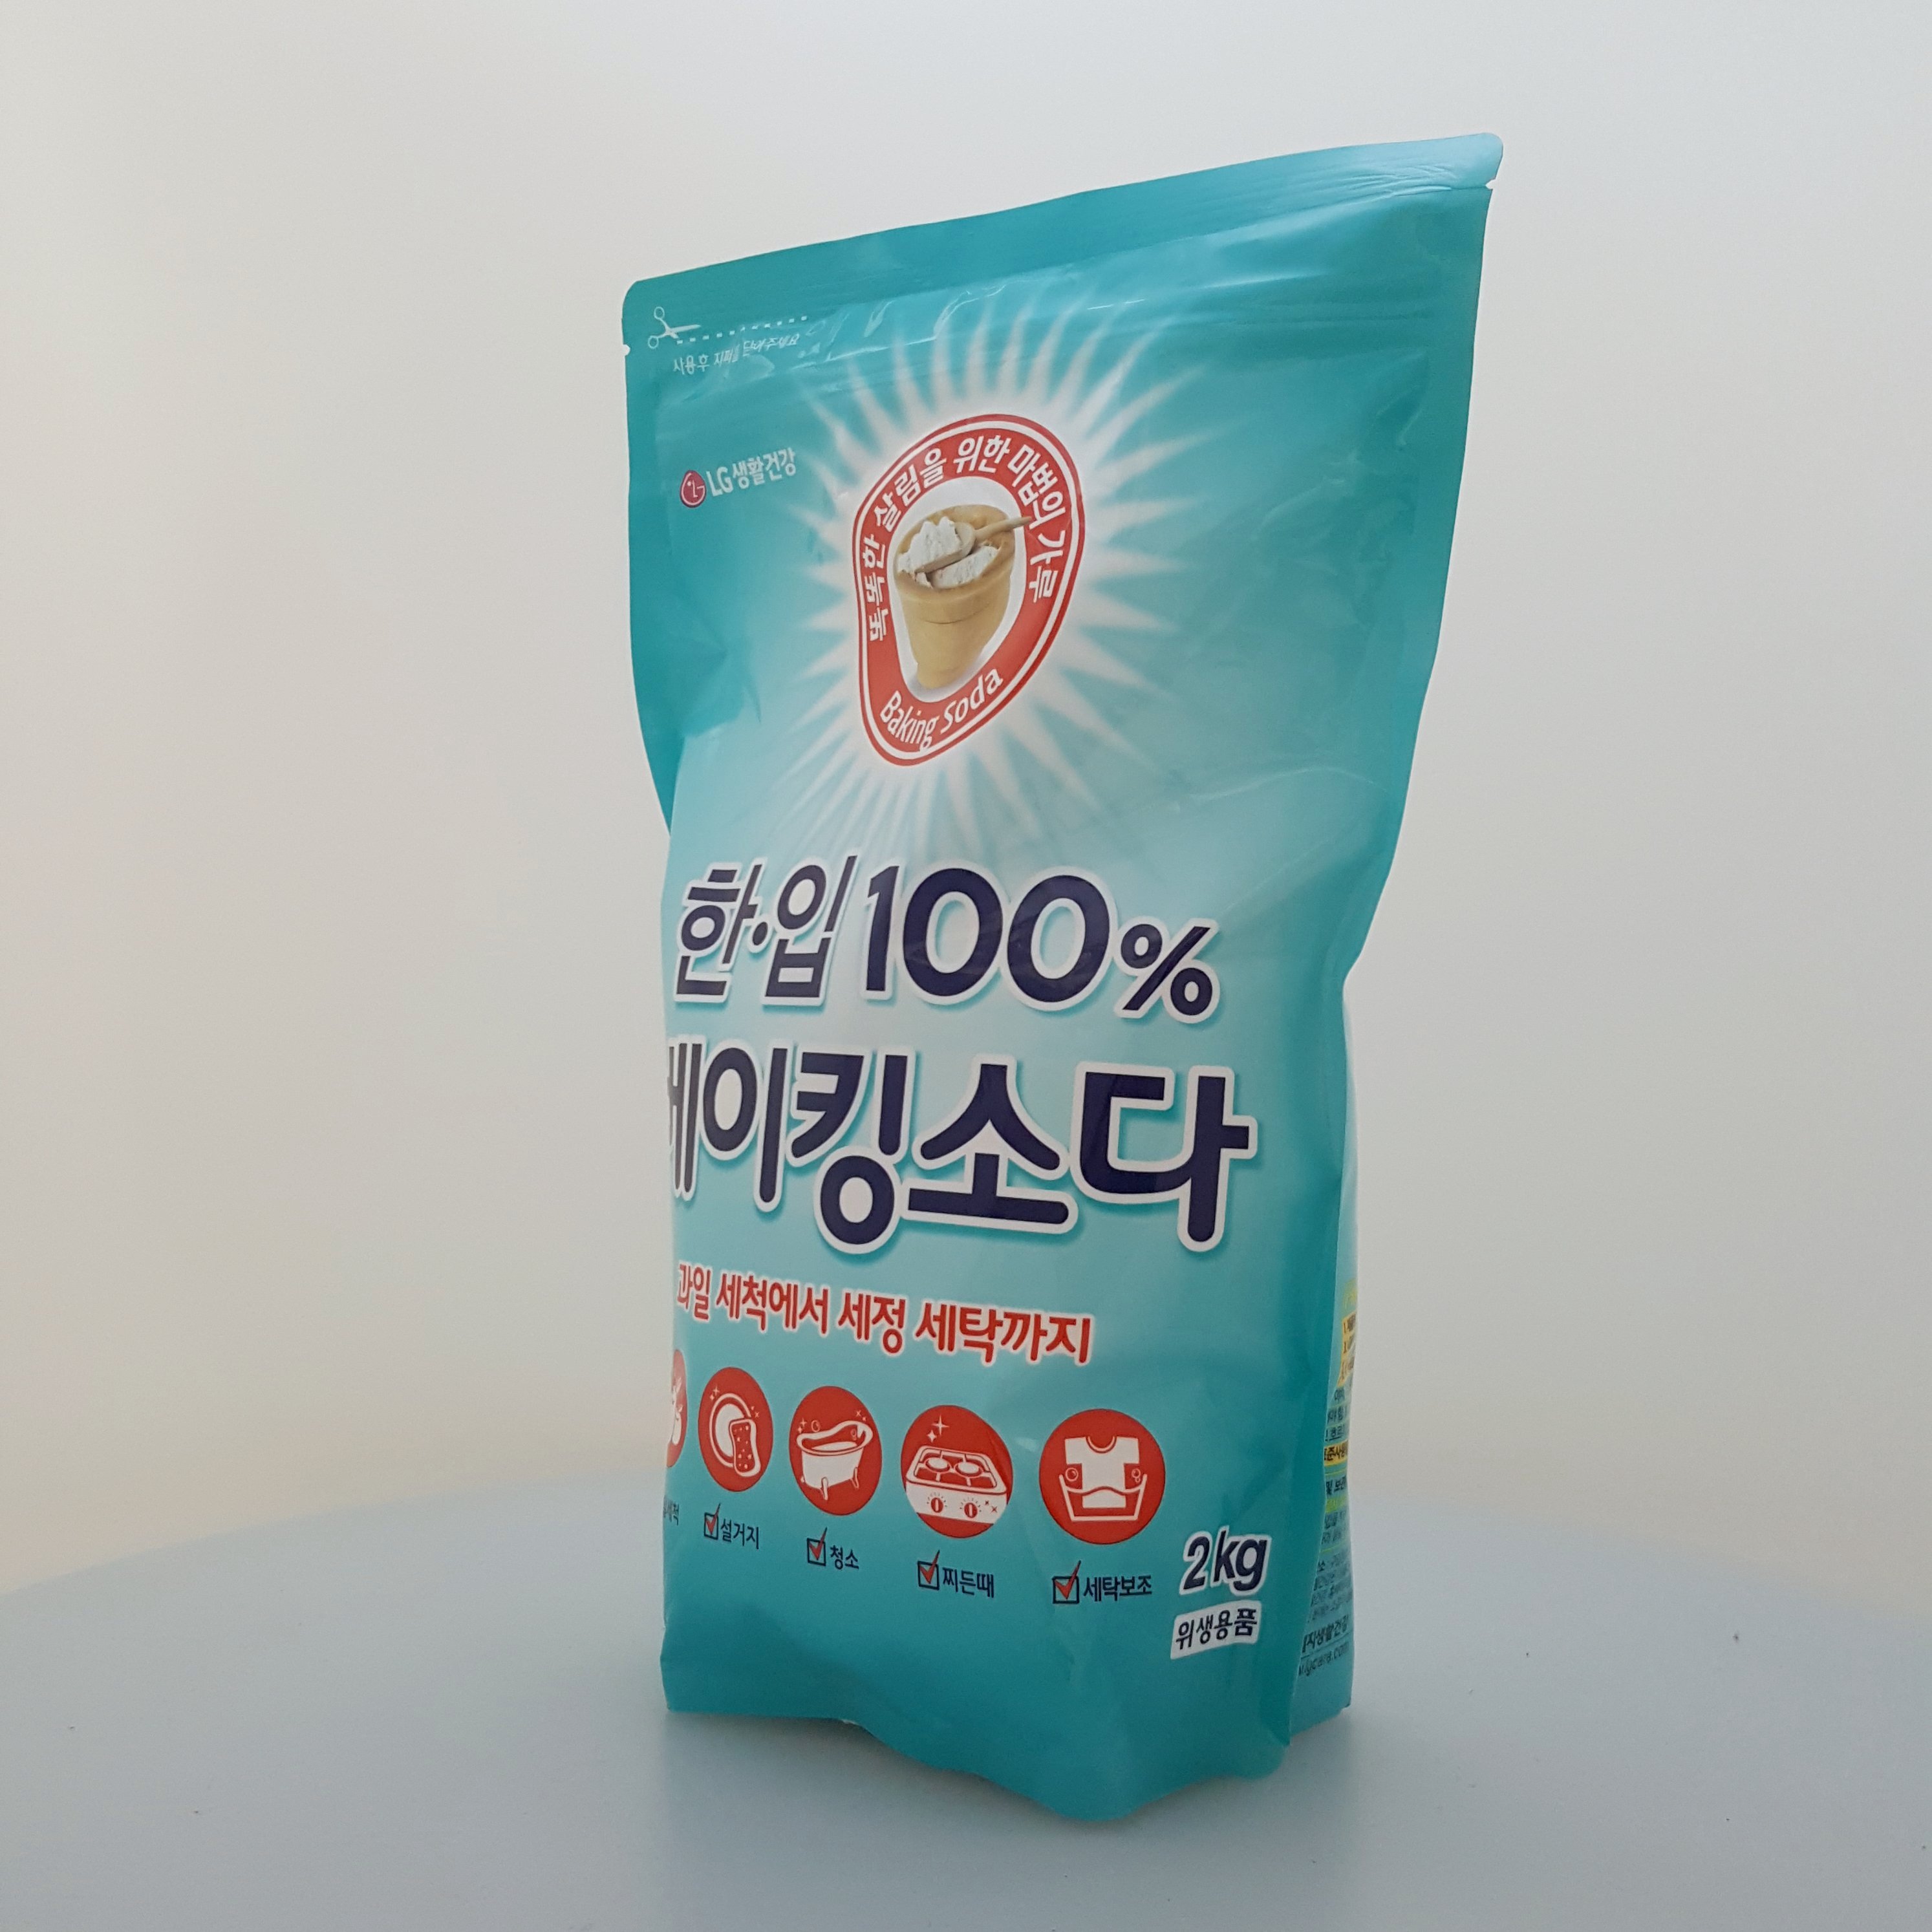 사용후 지퍼를 닫아 주세요
LG생활건강
똑똑한 살림을 위한 마법의 가루
Baking Soda
한·입 100%
베이킹소다
과일 세척에서 세정 세탁까지
설거지
청소
찌든때
세탁보조
2kg
위생용품